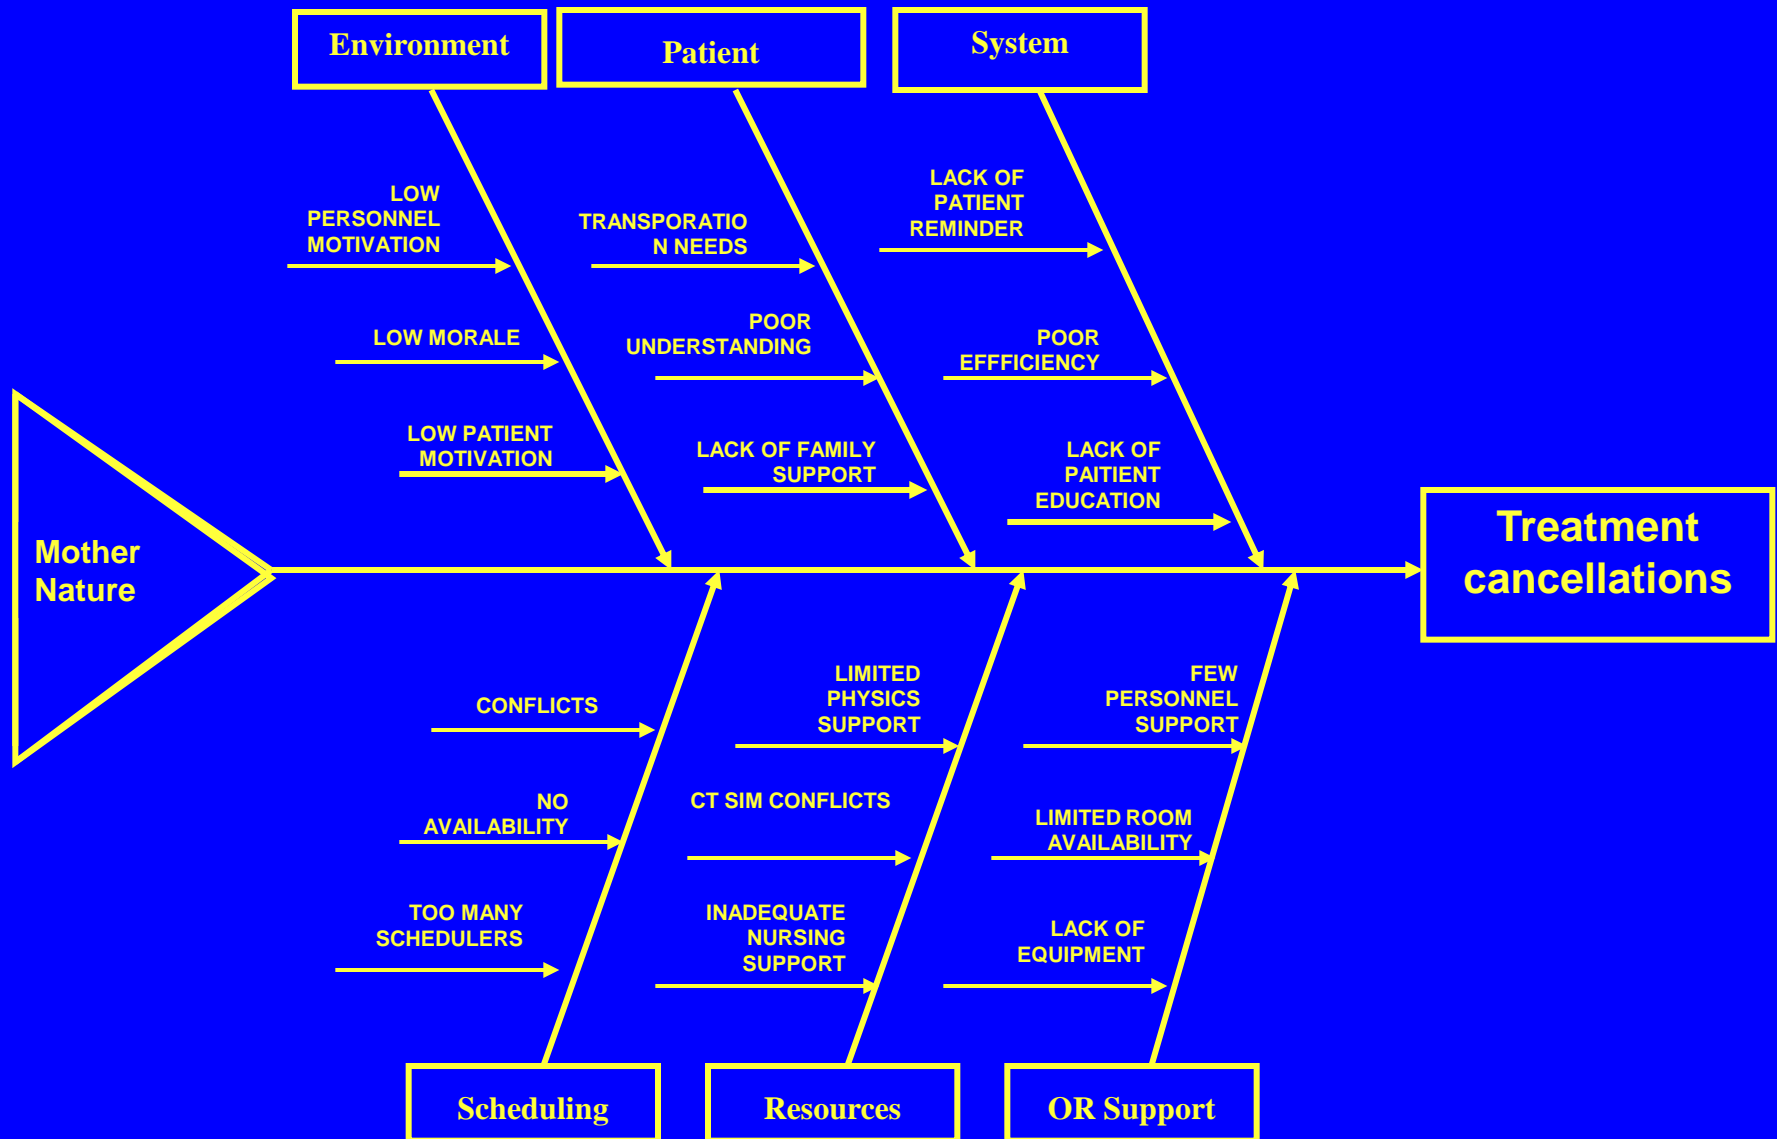 Environment
Patient
System
LOW
PERSONNEL
MOTIVATION
LOW MORALE
LOW PATIENT
MOTIVATION
TRANSPORATIO
N NEEDS
POOR
UNDERSTANDING
LACK OF FAMILY
SUPPORT
LACK OF
PATIENT
REMINDER
POOR
EFFFICIENCY
LACK OF
PAITIENT
EDUCATION
Mother
Nature
Treatment
cancellations
CONFLICTS
NO
AVAILABILITY
TOO MANY
SCHEDULERS
LIMITED
PHYSICS
SUPPORT
CT SIM CONFLICTS
INADEQUATE
NURSING
SUPPORT
FEW
PERSONNEL
SUPPORT
LIMITED ROOM
AVAILABILITY
LACK OF
EQUIPMENT
Scheduling
Resources
OR Support